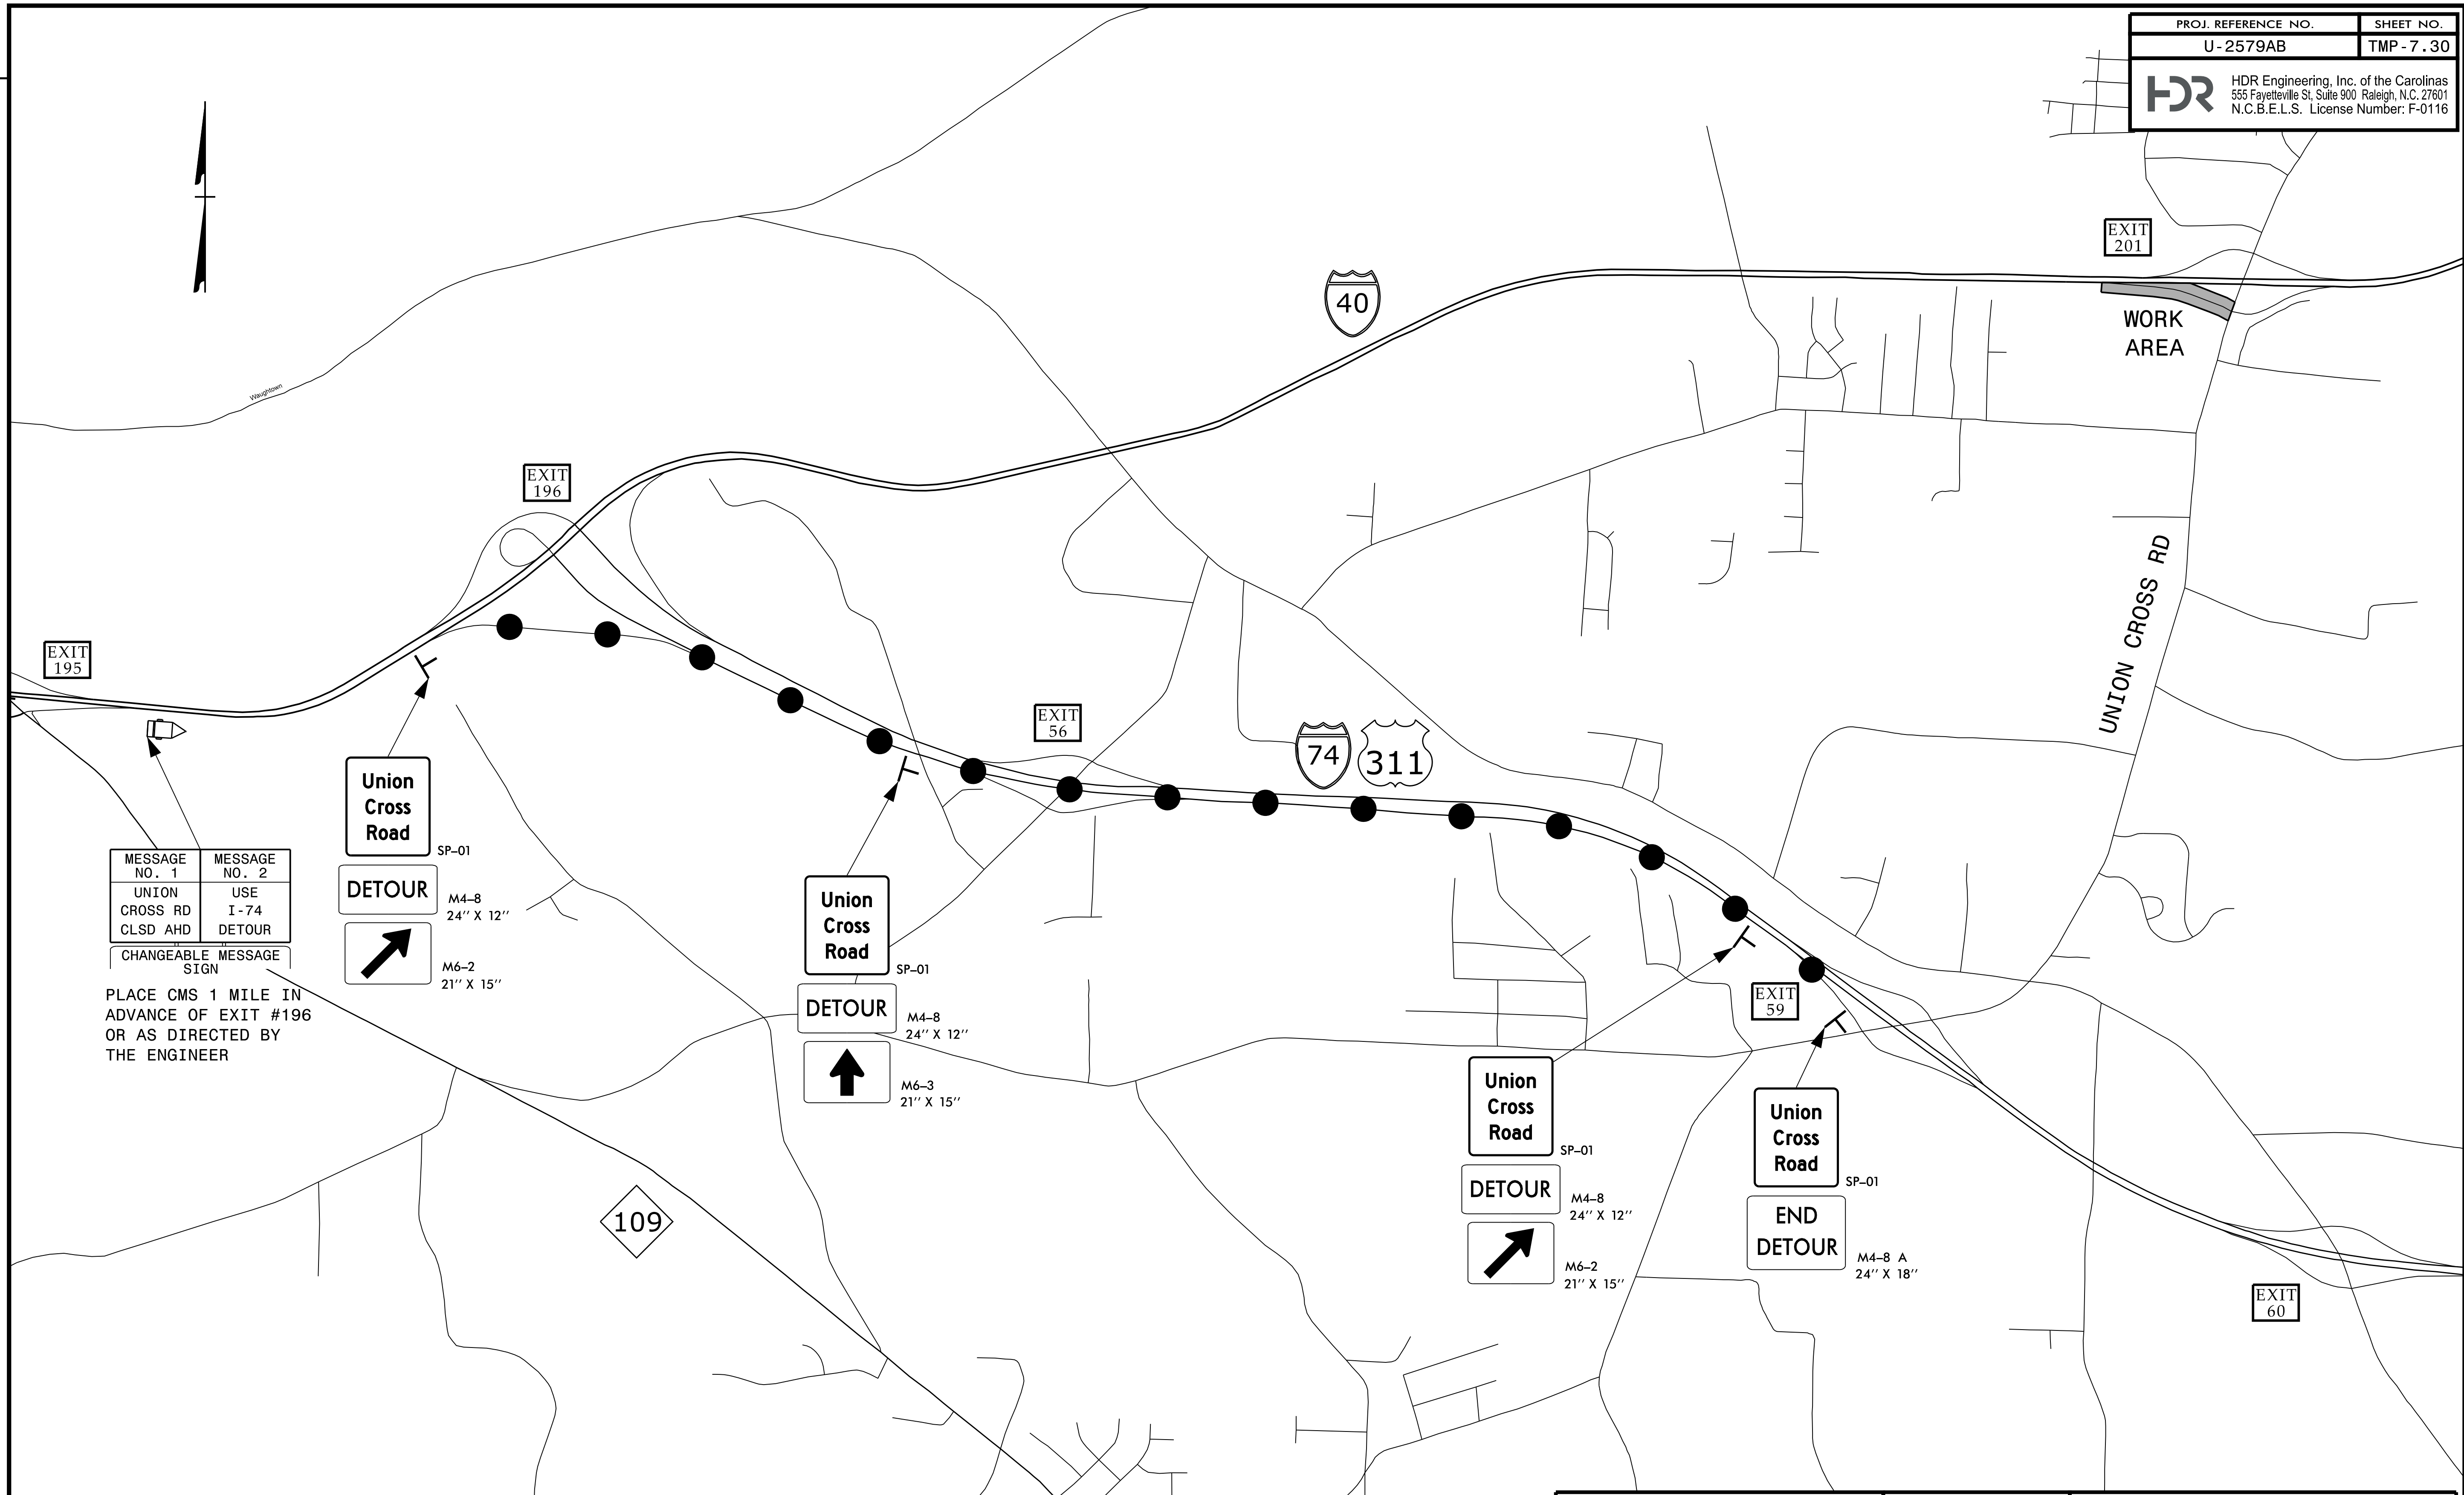 PROJ. REFERENCE NO. SHEET NO.
U-2579AB TMP-7.30
HDR
HDR Engineering, Inc. of the Carolinas
555 Fayetteville St, Suite 900 Raleigh, N.C. 27601
N.C.B.E.L.S. License Number: F-0116
EXIT
201
40
WORK
AREA
Waughtown
EXIT
196
UNION CROSS RD
EXIT
195
EXIT
56
74
311
Union
Cross
Road
SP-01
DETOUR
M4-8
24'' X 12''
M6-2
21'' X 15''
MESSAGE
NO. 1
MESSAGE
NO. 2
UNION
CROSS RD
CLSD AHD
USE
I-74
DETOUR
CHANGEABLE MESSAGE
SIGN
PLACE CMS 1 MILE IN
ADVANCE OF EXIT #196
OR AS DIRECTED BY
THE ENGINEER
Union
Cross
Road
SP-01
DETOUR
M4-8
24'' X 12''
M6-3
21'' X 15''
EXIT
59
Union
Cross
Road
SP-01
DETOUR
M4-8
24'' X 12''
M6-2
21'' X 15''
Union
Cross
Road
SP-01
END
DETOUR
M4-8 A
24'' X 18''
109
EXIT
60